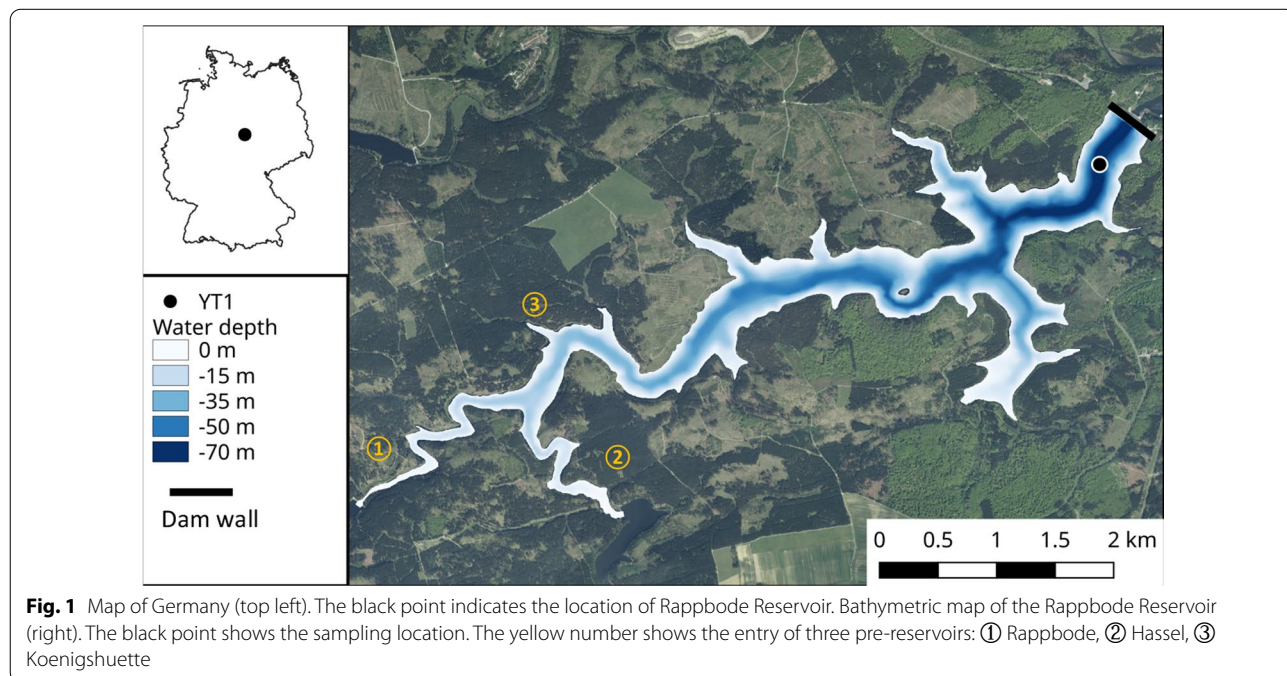 YT1
Water depth
0 m
-15 m
-35 m
-50 m
-70 m
Dam wall
③
①
②
0 0.5 1 1.5 2 km
Fig. 1 Map of Germany (top left). The black point indicates the location of Rappbode Reservoir. Bathymetric map of the Rappbode Reservoir
(right). The black point shows the sampling location. The yellow number shows the entry of three pre-reservoirs: ① Rappbode, ② Hassel, ③
Koenigshuette